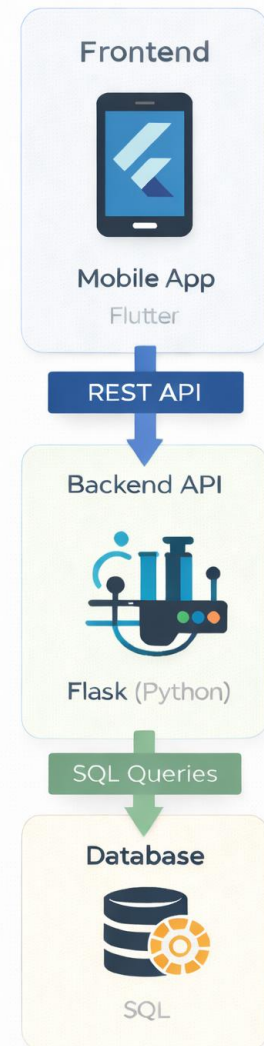 Frontend
Mobile App
Flutter
REST API
Backend API
Flask (Python)
SQL Queries
Database
SQL